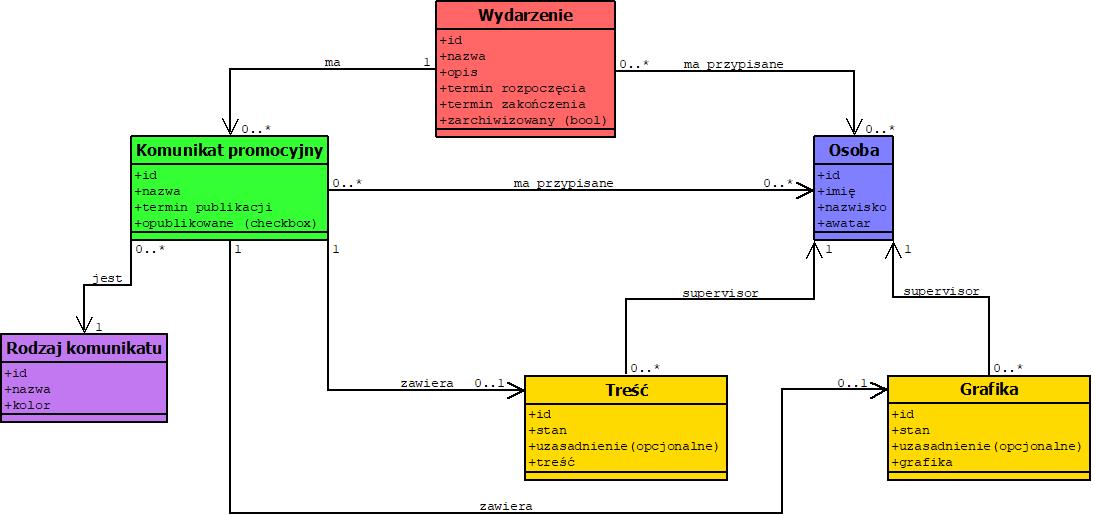 Wydarzenie
+id
+nazwa
+opis
+termin rozpoczęcia
+termin zakończenia
+zarchiwizowany (bool)
ma
1
0..*
0..*
ma przypisane
0..*
Komunikat promocyjny
+id
+nazwa
+termin publikacji
+opublikowane (checkbox)
0..*
ma przypisane
0..*
Osoba
+id
+imię
+nazwisko
+awatar
0..*
jest
1
1
1
1
1
supervisor
supervisor
Rodzaj komunikatu
+id
+nazwa
+kolor
zawiera
0..1
0..*
Treść
+id
+stan
+uzasadnienie(opcjonalne)
+treść
0..1
0..*
Grafika
+id
+stan
+uzasadnienie(opcjonalne)
+grafika
zawiera